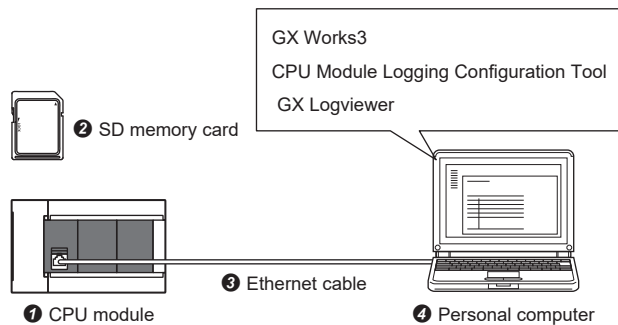 GX Works3
CPU Module Logging Configuration Tool
GX Logviewer
❷ SD memory card
❸ Ethernet cable
❶ CPU module
❹ Personal computer